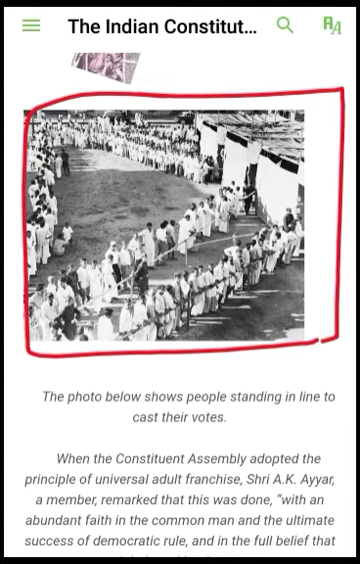 The Indian Constitut...
The photo below shows people standing in line to
cast their votes.
When the Constituent Assembly adopted the
principle of universal adult franchise, Shri A.K. Ayyar,
a member, remarked that this was done, “with an
abundant faith in the common man and the ultimate
success of democratic rule, and in the full belief that